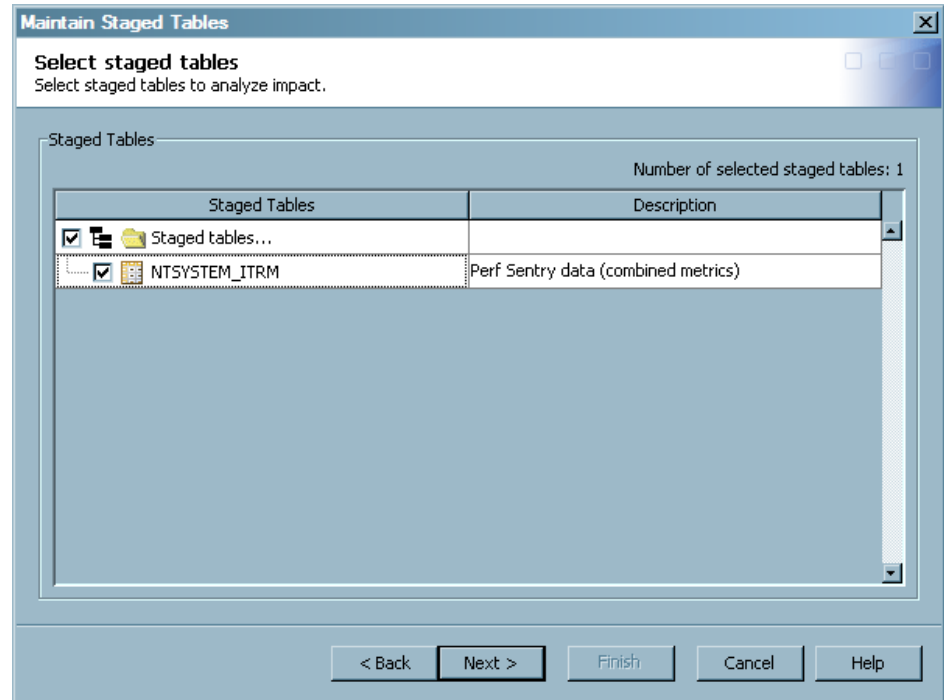 Maintain Staged Tables
Select staged tables
Select staged tables to analyze impact.
Staged Tables
Number of selected staged tables: 1
Staged Tables Description
Staged tables...
NTSYSTEM_ITRM Perf Sentry data (combined metrics)
< Back Next > Finish Cancel Help